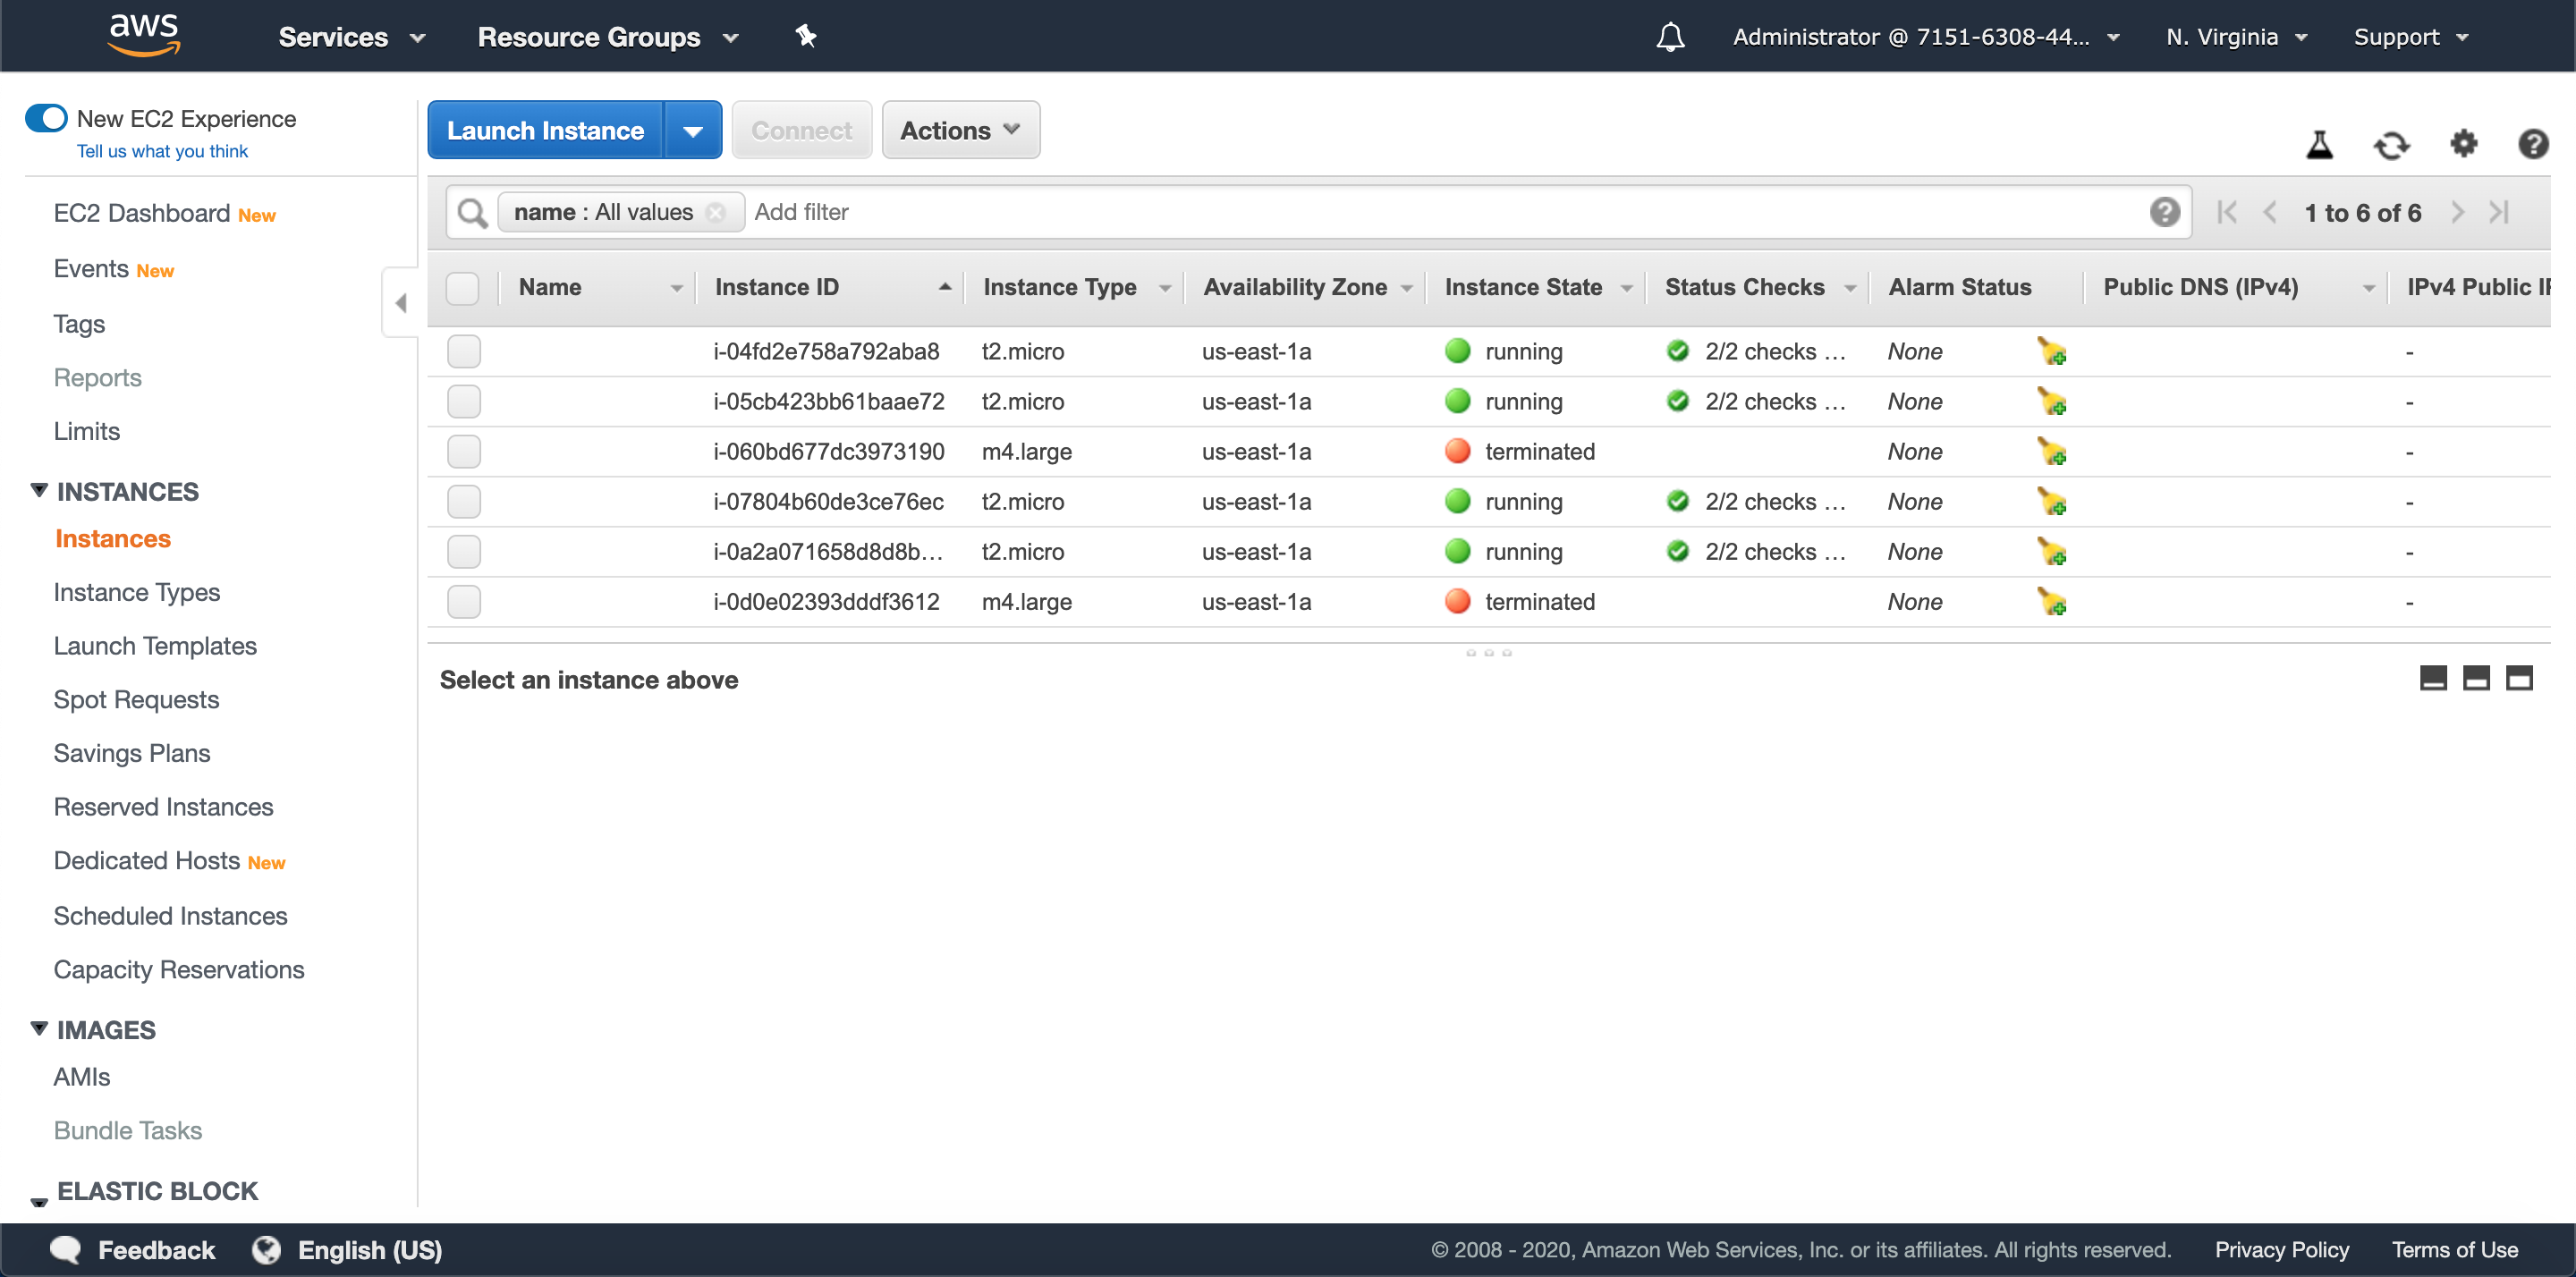 aws Services Resource Groups Administrator @ 7151-6308-44... N. Virginia Support
New EC2 Experience
Tell us what you think
EC2 Dashboard New
Events New
Tags
Reports
Limits
INSTANCES
Instances
Instance Types
Launch Templates
Spot Requests
Savings Plans
Reserved Instances
Dedicated Hosts New
Scheduled Instances
Capacity Reservations
IMAGES
AMIs
Bundle Tasks
ELASTIC BLOCK
Launch Instance Connect Actions
name : All values Add filter 1 to 6 of 6
Name Instance ID Instance Type Availability Zone Instance State Status Checks Alarm Status Public DNS (IPv4) IPv4 Public IP
i-04fd2e758a792aba8 t2.micro us-east-1a running 2/2 checks ... None -
i-05cb423bb61baae72 t2.micro us-east-1a running 2/2 checks ... None -
i-060bd677dc3973190 m4.large us-east-1a terminated None -
i-07804b60de3ce76ec t2.micro us-east-1a running 2/2 checks ... None -
i-0a2a071658d8d8b... t2.micro us-east-1a running 2/2 checks ... None -
i-0d0e02393dddf3612 m4.large us-east-1a terminated None -
Select an instance above
Feedback English (US) © 2008 - 2020, Amazon Web Services, Inc. or its affiliates. All rights reserved. Privacy Policy Terms of Use